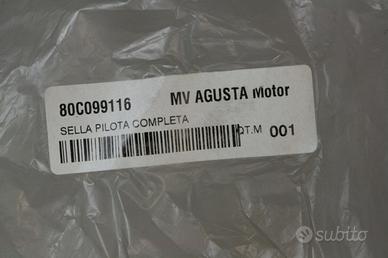 80C099116 MV AGUSTA Motor
SELLA PILOTA COMPLETA
QT.M 001
subito